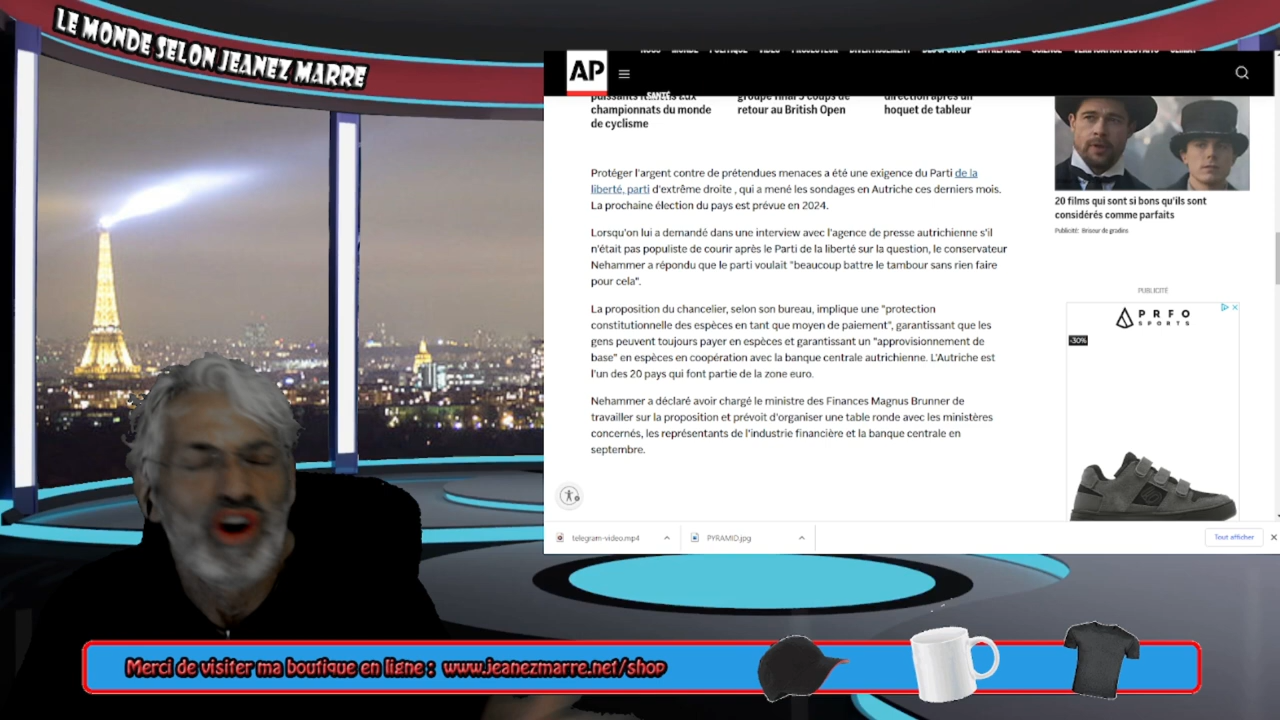 LE MONDE SELON JEANEZ MARRE
AP
SANTÉ
championnats du monde
de cyclisme
groupe final 3 coups de
retour au British Open
direction après un
hoquet de tableur
Protéger l'argent contre de prétendues menaces a été une exigence du Parti de la
liberté, parti d'extrême droite , qui a mené les sondages en Autriche ces derniers mois.
La prochaine élection du pays est prévue en 2024.
Lorsqu'on lui a demandé dans une interview avec l'agence de presse autrichienne s'il
n'était pas populiste de courir après le Parti de la liberté sur la question, le conservateur
Nehammer a répondu que le parti voulait "beaucoup battre le tambour sans rien faire
pour cela".
La proposition du chancelier, selon son bureau, implique une "protection
constitutionnelle des espèces en tant que moyen de paiement", garantissant que les
gens peuvent toujours payer en espèces et garantissant un "approvisionnement de
base" en espèces en coopération avec la banque centrale autrichienne. L'Autriche est
l'un des 20 pays qui font partie de la zone euro.
Nehammer a déclaré avoir chargé le ministre des Finances Magnus Brunner de
travailler sur la proposition et prévoit d'organiser une table ronde avec les ministères
concernés, les représentants de l'industrie financière et la banque centrale en
septembre.
20 films qui sont si bons qu'ils sont
considérés comme parfaits
Publicité: Briseur de gradins
PUBLICITÉ
PRFO
SPORTS
-30%
telegram-video.mp4
PYRAMID.jpg
Tout afficher
Merci de visiter ma boutique en ligne : www.jeanezmarre.net/shop